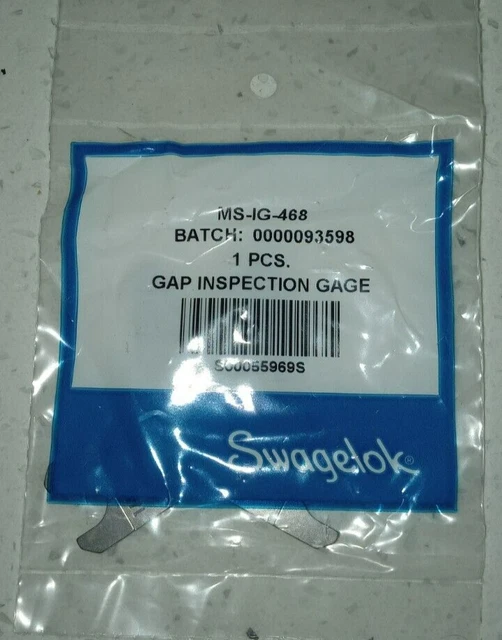 MS-IG-468
BATCH: 0000093598
1 PCS.
GAP INSPECTION GAGE
S00055969S
Swagelok®